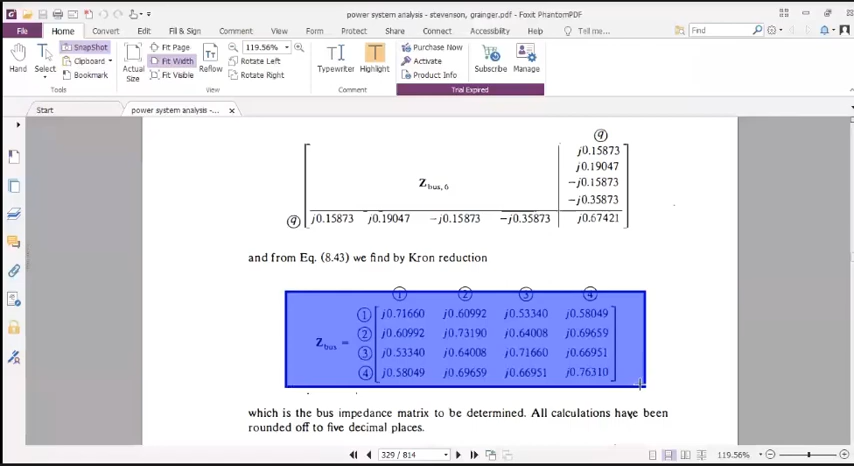 power system analysis - stevenson, grainger.pdf - Foxit PhantomPDF
File Home Convert Edit Fill & Sign Comment View Form Protect Share Connect Accessibility Help Tell me... Find
SnapShot Fit Page 119.56% Purchase Now
Hand Select Clipboard Actual Size Fit Width Reflow Rotate Left Typewriter Highlight Activate Subscribe Manage
Bookmark Fit Visible Rotate Right Product Info
Tools View Comment Trial Expired
Start power system analysis -... ×
q
j0.15873
j0.19047
Zbus, 6 −j0.15873
−j0.35873
q j0.15873 j0.19047 −j0.15873 −j0.35873 j0.67421
and from Eq. (8.43) we find by Kron reduction
① ② ③ ④
① j0.71660 j0.60992 j0.53340 j0.58049
② j0.60992 j0.73190 j0.64008 j0.69659
Zbus =
③ j0.53340 j0.64008 j0.71660 j0.66951
④ j0.58049 j0.69659 j0.66951 j0.76310
which is the bus impedance matrix to be determined. All calculations have been
rounded off to five decimal places.
329 / 814 119.56%